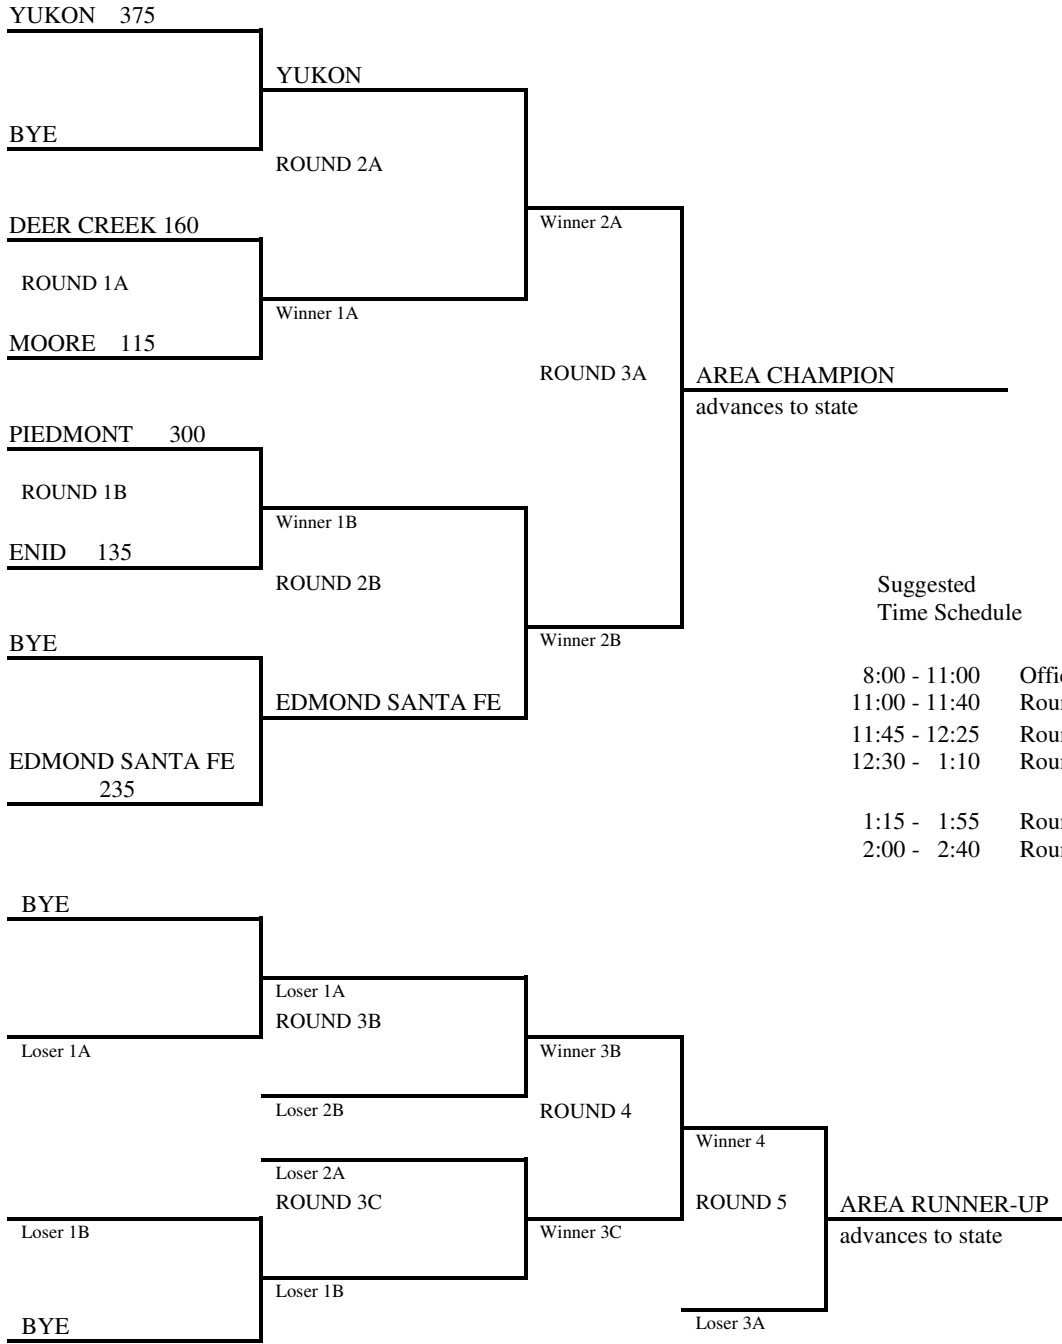 YUKON 375
YUKON
BYE
ROUND 2A
DEER CREEK 160
Winner 2A
ROUND 1A
Winner 1A
MOORE 115
ROUND 3A
AREA CHAMPION
advances to state
PIEDMONT 300
ROUND 1B
Winner 1B
ENID 135
ROUND 2B
Suggested
Time Schedule
BYE
Winner 2B
8:00 - 11:00
EDMOND SANTA FE
11:00 - 11:40
11:45 - 12:25
EDMOND SANTA FE
235
12:30 - 1:10
1:15 - 1:55
2:00 - 2:40
BYE
Loser 1A
ROUND 3B
Loser 1A
Winner 3B
Loser 2B
ROUND 4
Winner 4
Loser 2A
ROUND 3C
ROUND 5
AREA RUNNER-UP
advances to state
Loser 1B
Winner 3C
Loser 1B
BYE
Loser 3A